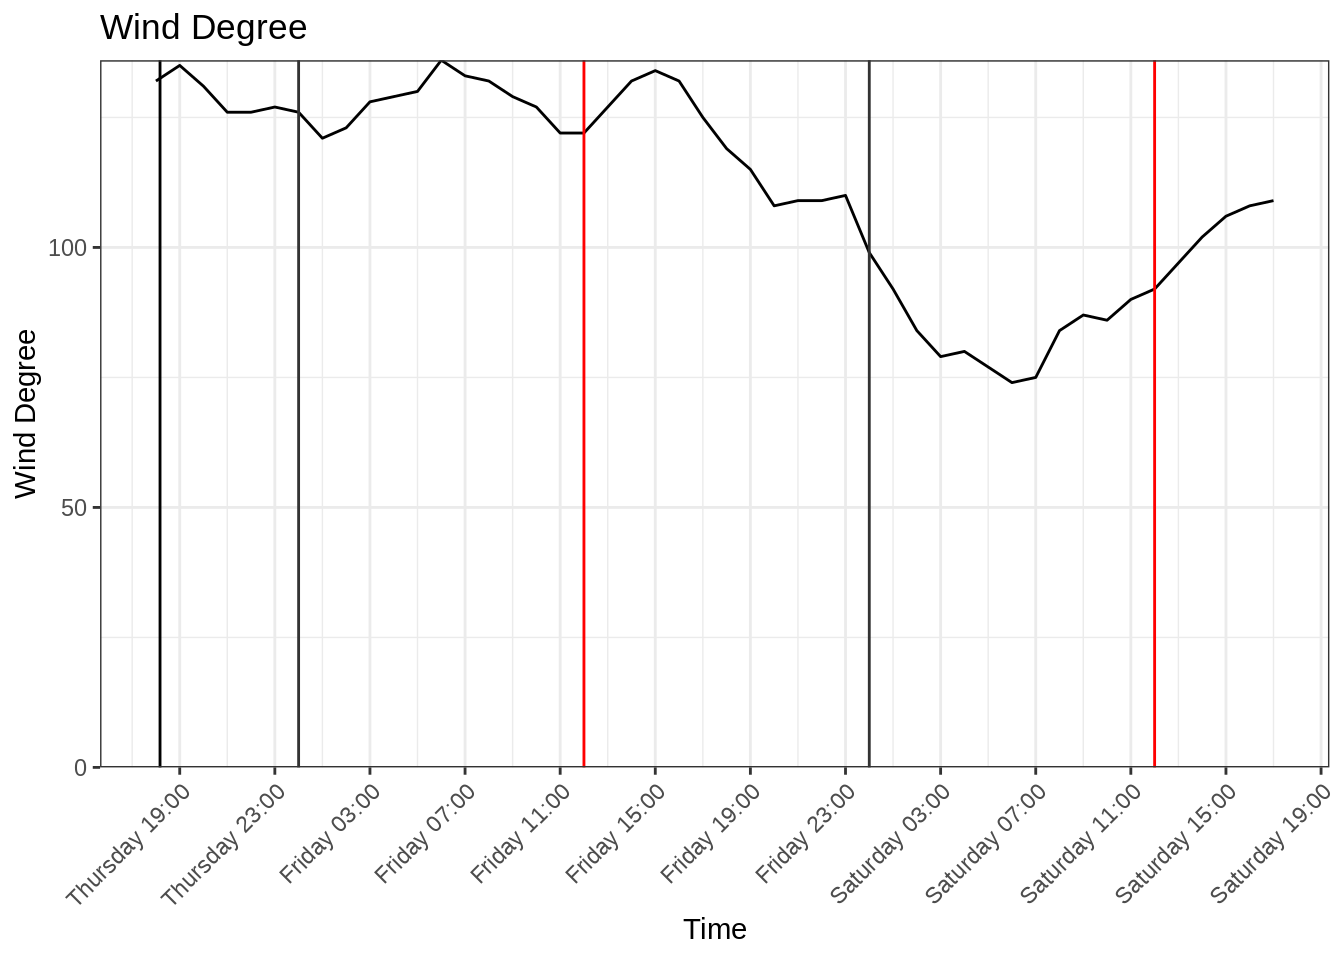 Wind Degree
Wind Degree
100
50
0
Thursday 19:00
Thursday 23:00
Friday 03:00
Friday 07:00
Friday 11:00
Friday 15:00
Friday 19:00
Friday 23:00
Saturday 03:00
Saturday 07:00
Saturday 11:00
Saturday 15:00
Saturday 19:00
Time